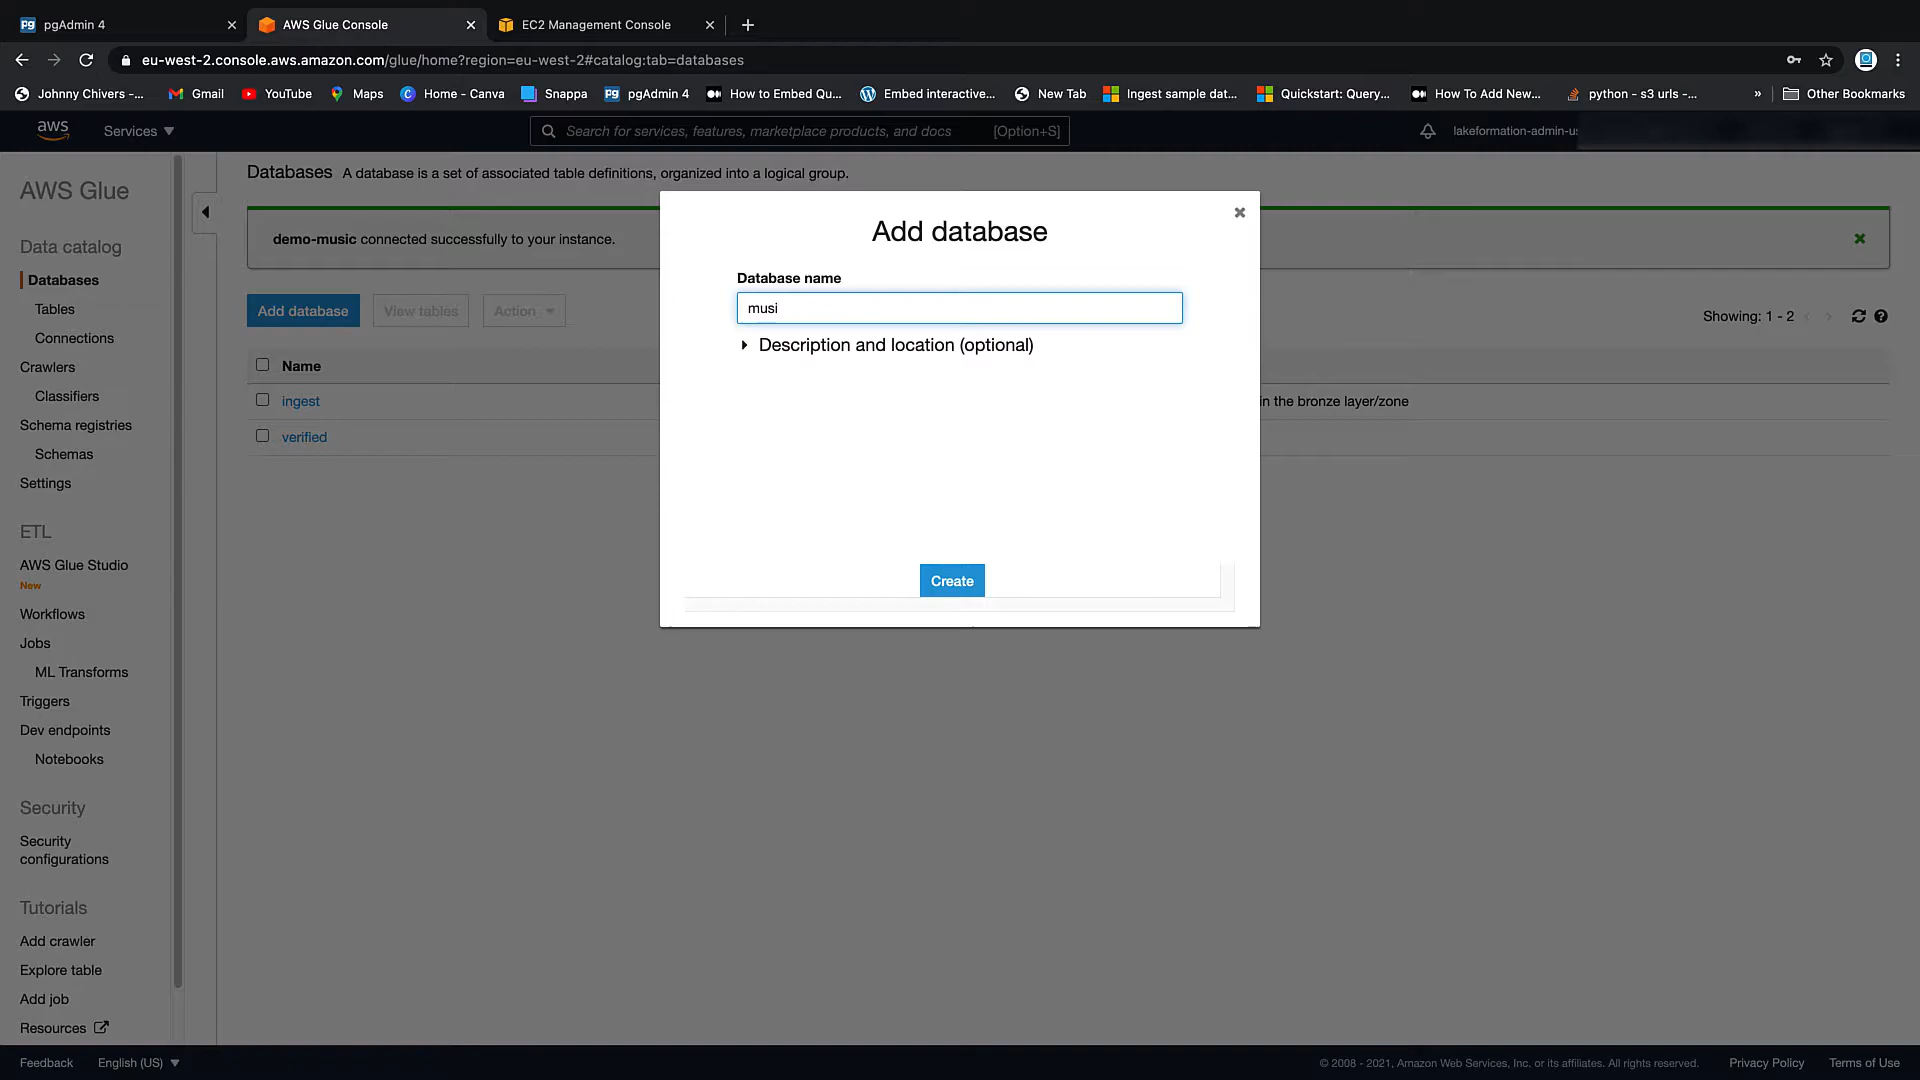 pgAdmin 4
AWS Glue Console
EC2 Management Console
eu-west-2.console.aws.amazon.com/glue/home?region=eu-west-2#catalog:tab=databases
Johnny Chivers -...
Gmail
YouTube
Maps
Home - Canva
Snappa
pgAdmin 4
How to Embed Qu...
Embed interactive...
New Tab
Ingest sample dat...
Quickstart: Query,...
How To Add New...
python - s3 urls -...
»
Other Bookmarks
aws
Services
Search for services, features, marketplace products, and docs [Option+S]
lakeformation-admin-us
AWS Glue
Data catalog
Databases
Tables
Connections
Crawlers
Classifiers
Schema registries
Schemas
Settings
ETL
AWS Glue Studio
New
Workflows
Jobs
ML Transforms
Triggers
Dev endpoints
Notebooks
Security
Security
configurations
Tutorials
Add crawler
Explore table
Add job
Resources
Databases A database is a set of associated table definitions, organized into a logical group.
demo-music connected successfully to your instance.
Add database
View tables
Action
Showing: 1 - 2
Name
ingest
in the bronze layer/zone
verified
Add database
Database name
musi
Description and location (optional)
Create
Feedback
English (US)
© 2008 - 2021, Amazon Web Services, Inc. or its affiliates. All rights reserved.
Privacy Policy
Terms of Use